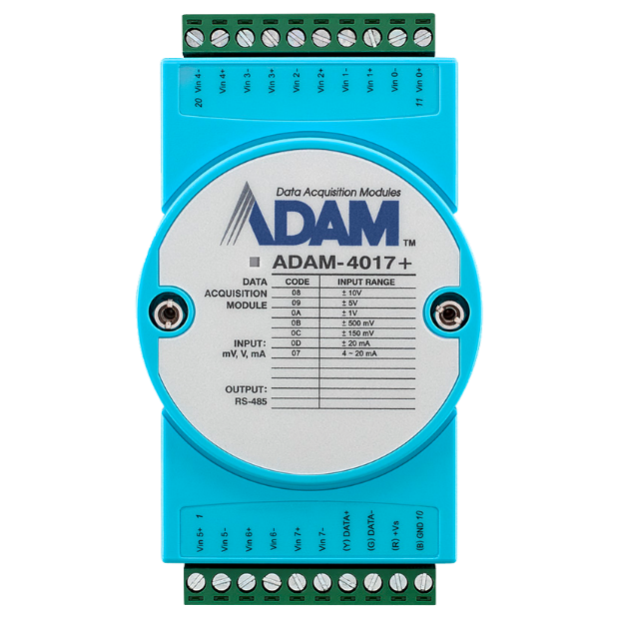 20 Vin 4- Vin 4+ Vin 3- Vin 3+ Vin 2- Vin 2+ Vin 1- Vin 1+ Vin 0- 11 Vin 0+
Data Acquisition Modules
ADAM™
ADAM-4017+
DATA ACQUISITION MODULE
INPUT: mV, V, mA
OUTPUT: RS-485
CODE INPUT RANGE
08 ± 10V
09 ± 5V
0A ± 1V
0B ± 500 mV
0C ± 150 mV
0D ± 20 mA
07 4 ~ 20 mA
Vin 5+ 1 Vin 5- Vin 6+ Vin 6- Vin 7+ Vin 7- (Y) DATA+ (G) DATA- (R) +Vs (B) GND 10